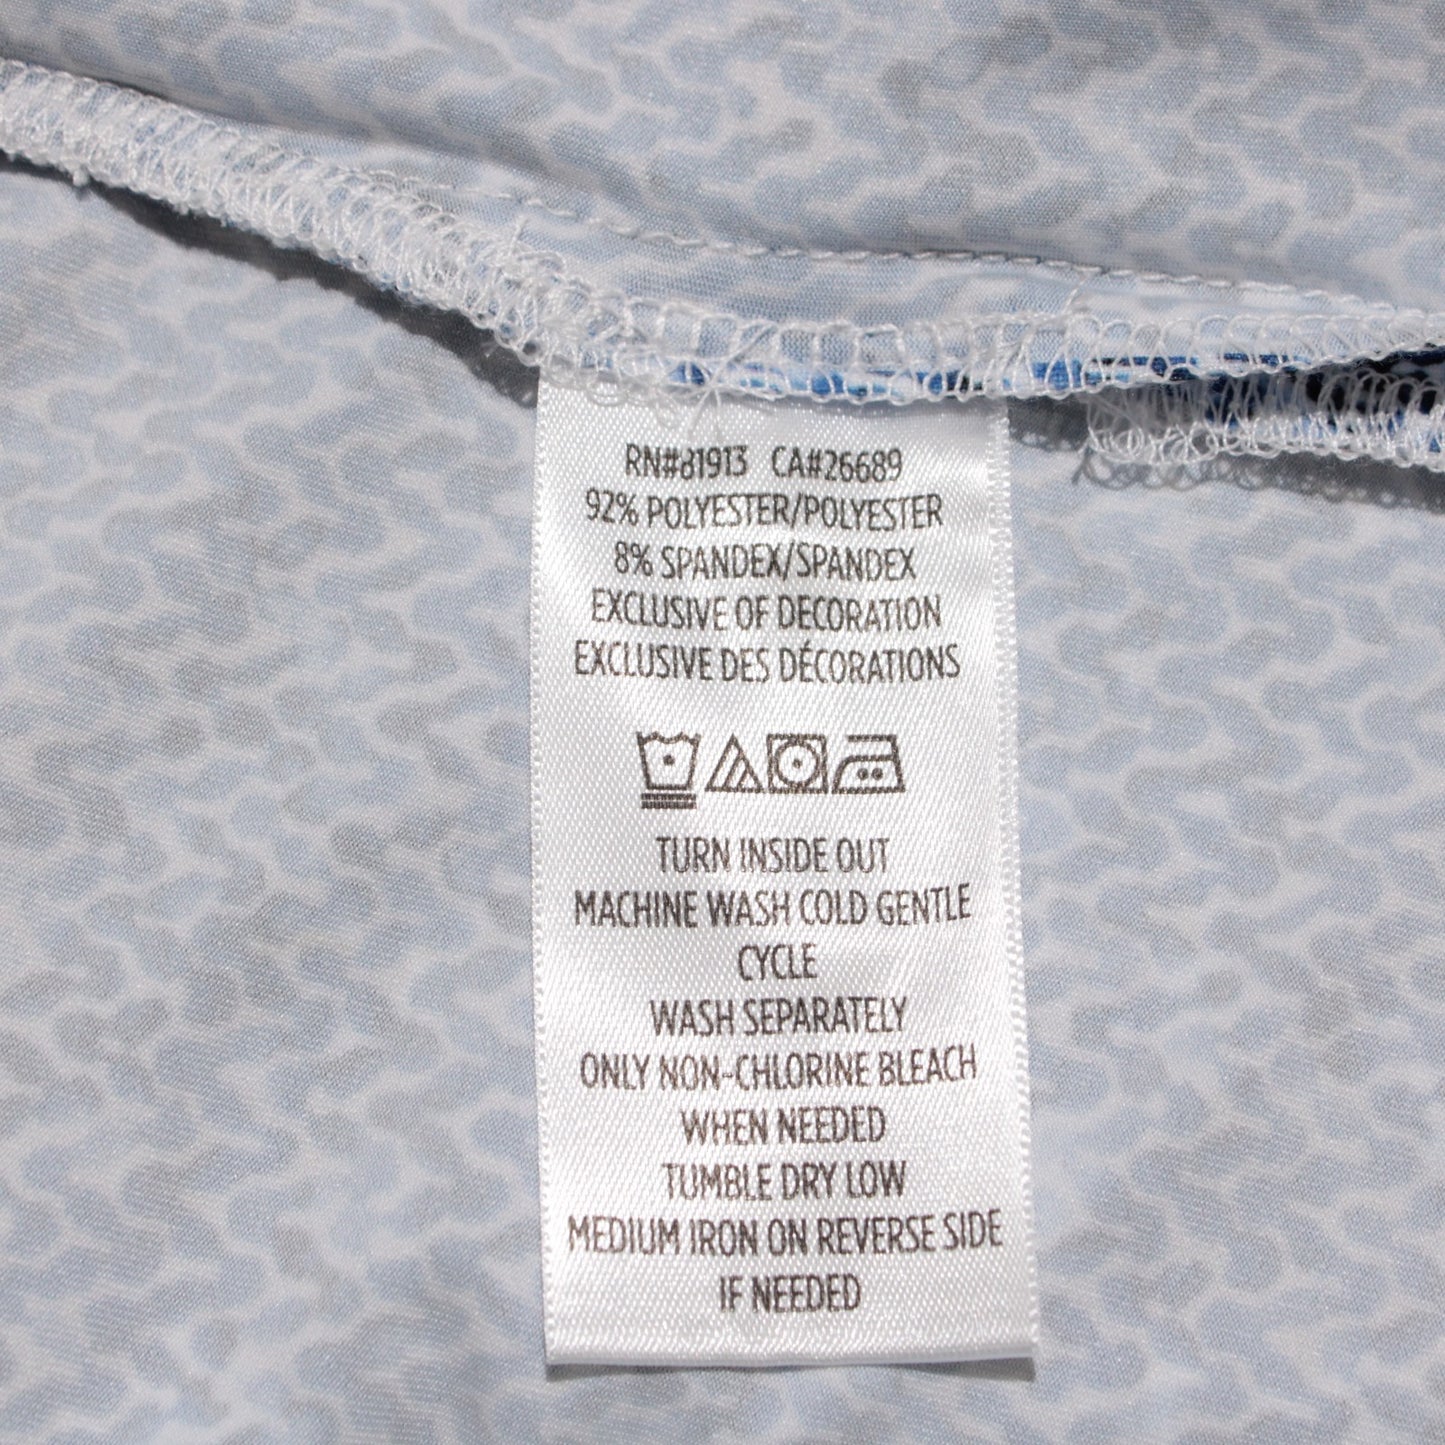 RN#81913 CA#26689
92% POLYESTER/POLYESTER
8% SPANDEX/SPANDEX
EXCLUSIVE OF DECORATION
EXCLUSIVE DES DÉCORATIONS
TURN INSIDE OUT
MACHINE WASH COLD GENTLE
CYCLE
WASH SEPARATELY
ONLY NON-CHLORINE BLEACH
WHEN NEEDED
TUMBLE DRY LOW
MEDIUM IRON ON REVERSE SIDE
IF NEEDED